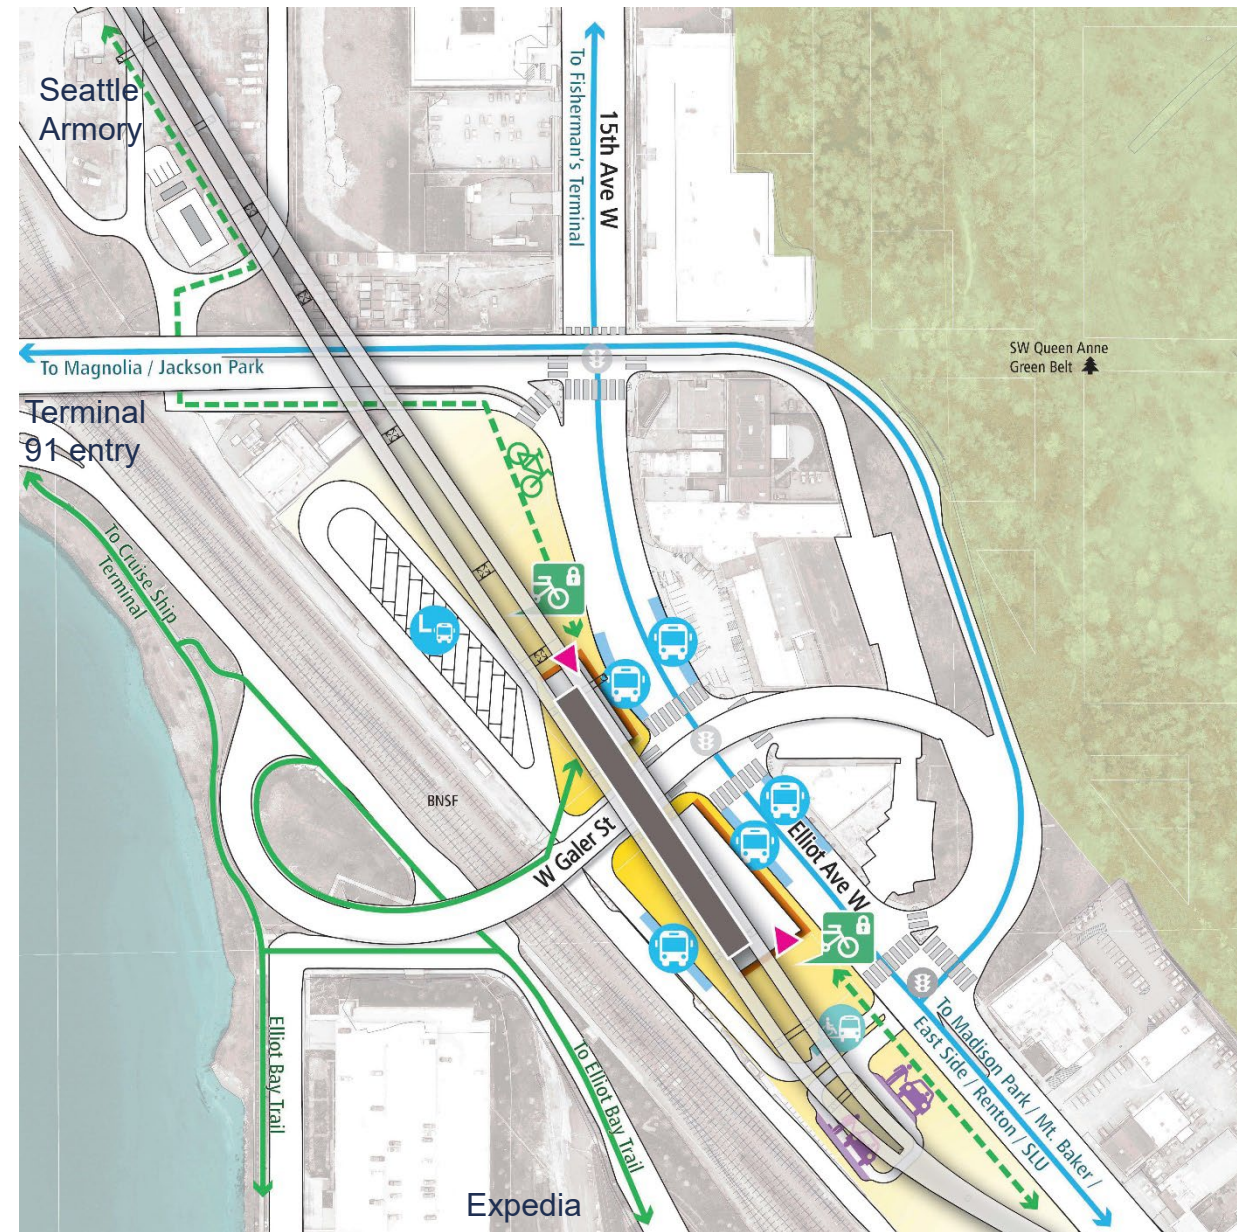 Seattle
Armory
To Fisherman's Terminal
15th Ave W
To Magnolia / Jackson Park
SW Queen Anne
Green Belt
Terminal
91 entry
To Cruise Ship
Terminal
BNSF
W Galer St
Elliot Ave W
Elliot Bay Trail
To Elliot Bay Trail
To Madison Park / Mt. Baker /
East Side / Renton / SLU
Expedia